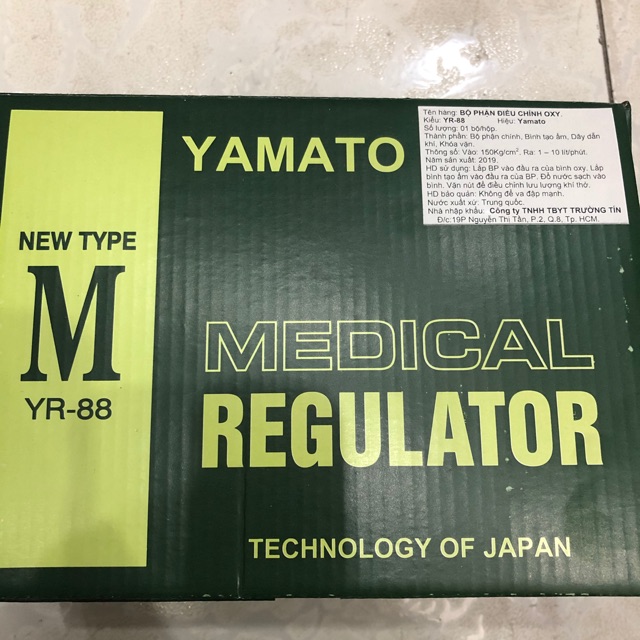 YAMATO
NEW TYPE
M
YR-88
MEDICAL
REGULATOR
TECHNOLOGY OF JAPAN
Tên hàng: BỘ PHẬN ĐIỀU CHỈNH OXY.
Kiểu: YR-88 Hiệu: Yamato
Số lượng: 01 bộ/hộp.
Thành phần: Bộ phận chính, Bình tạo ẩm, Dây dẫn
khí, Khóa vặn.
Thông số: Vào: 150Kg/cm², Ra: 1 – 10 lít/phút.
Năm sản xuất: 2019.
HD sử dụng: Lắp BP vào đầu ra của bình oxy. Lắp
bình tạo ẩm vào đầu ra của BP. Đổ nước sạch vào
bình. Vặn nút để điều chỉnh lưu lượng khí thở.
HD bảo quản: Không để va đập mạnh.
Nước xuất xứ: Trung quốc.
Nhà nhập khẩu: Công ty TNHH TBYT TRƯỜNG TÍN
Đ/c:19P Nguyễn Thị Tần, P.2, Q.8, Tp. HCM.